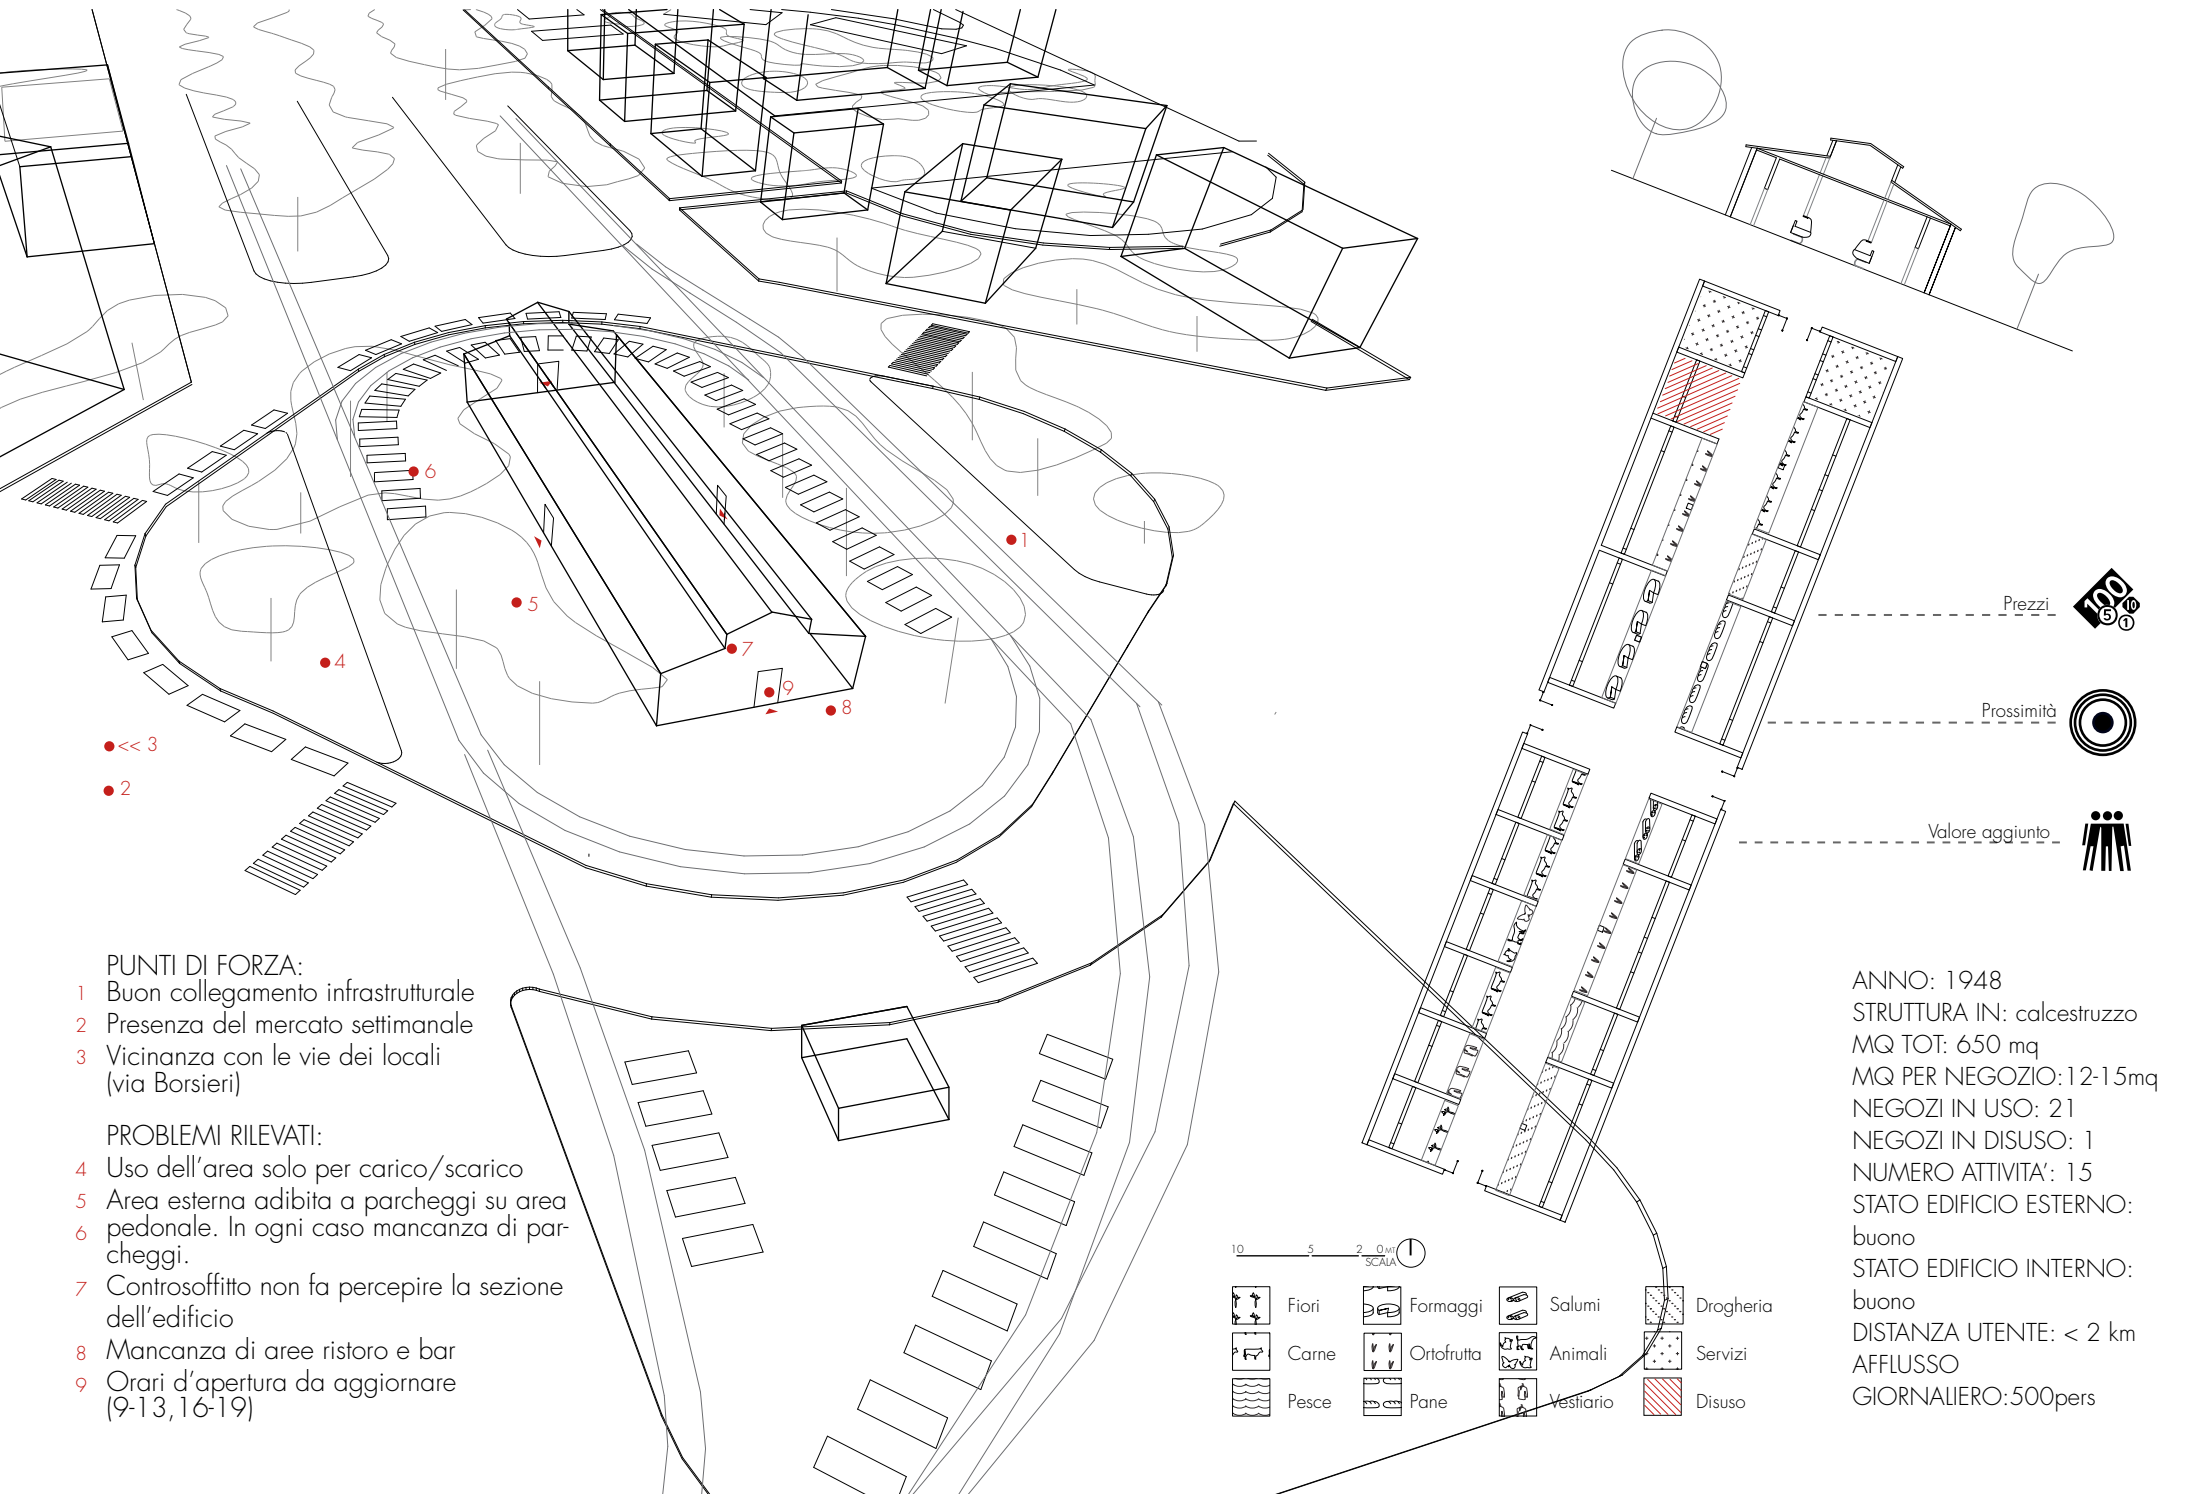 6
1
5
4
7
9
8
<< 3
2
PUNTI DI FORZA:
1 Buon collegamento infrastrutturale
2 Presenza del mercato settimanale
3 Vicinanza con le vie dei locali
(via Borsieri)
PROBLEMI RILEVATI:
4 Uso dell'area solo per carico/scarico
5 Area esterna adibita a parcheggi su area
6 pedonale. In ogni caso mancanza di par-
cheggi.
7 Controsoffitto non fa percepire la sezione
dell'edificio
8 Mancanza di aree ristoro e bar
9 Orari d'apertura da aggiornare
(9-13,16-19)
Prezzi
100
10
5
1
Prossimità
Valore aggiunto
10 5 2 0 MT
SCALA
Fiori
Formaggi
Salumi
Drogheria
Carne
Ortofrutta
Animali
Servizi
Pesce
Pane
Vestiario
Disuso
ANNO: 1948
STRUTTURA IN: calcestruzzo
MQ TOT: 650 mq
MQ PER NEGOZIO:12-15mq
NEGOZI IN USO: 21
NEGOZI IN DISUSO: 1
NUMERO ATTIVITA': 15
STATO EDIFICIO ESTERNO:
buono
STATO EDIFICIO INTERNO:
buono
DISTANZA UTENTE: < 2 km
AFFLUSSO
GIORNALIERO:500pers